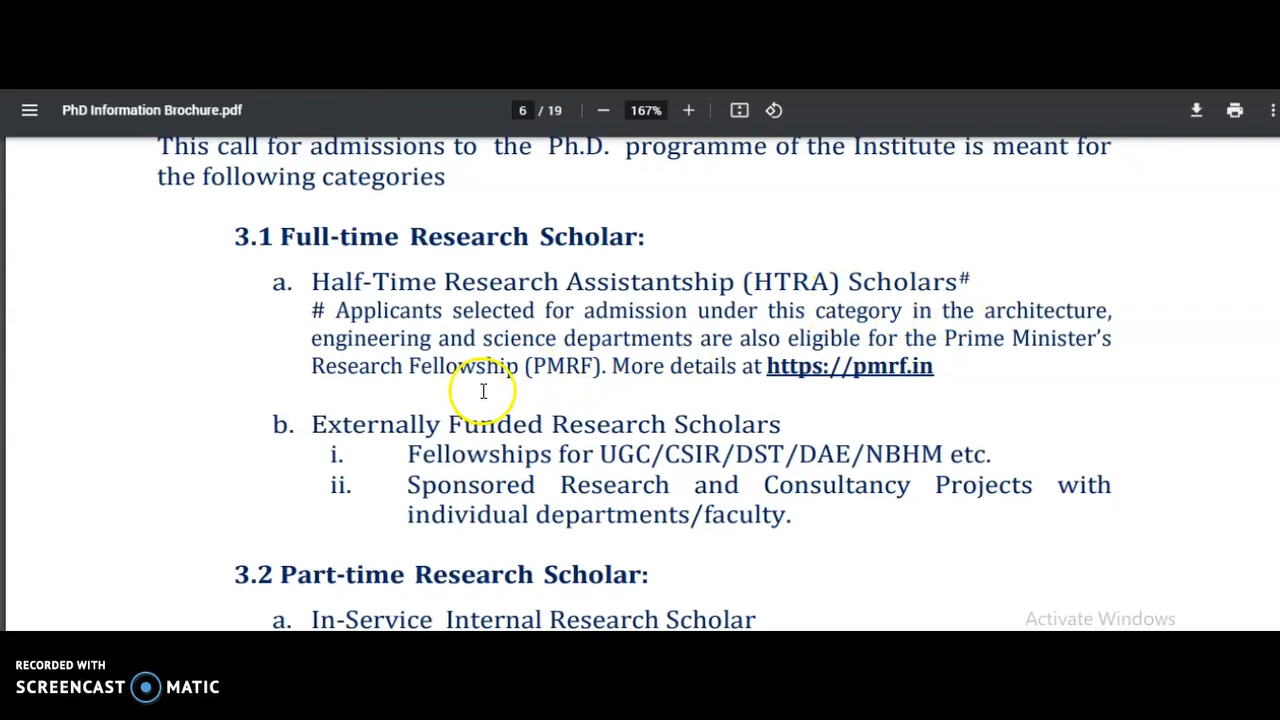 PhD Information Brochure.pdf
6 / 19
167%
This call for admissions to the Ph.D. programme of the Institute is meant for
the following categories
3.1 Full-time Research Scholar:
a. Half-Time Research Assistantship (HTRA) Scholars#
# Applicants selected for admission under this category in the architecture,
engineering and science departments are also eligible for the Prime Minister’s
Research Fellowship (PMRF). More details at https://pmrf.in
b. Externally Funded Research Scholars
i. Fellowships for UGC/CSIR/DST/DAE/NBHM etc.
ii. Sponsored Research and Consultancy Projects with
individual departments/faculty.
3.2 Part-time Research Scholar:
a. In-Service Internal Research Scholar
Activate Windows
RECORDED WITH
SCREENCAST MATIC